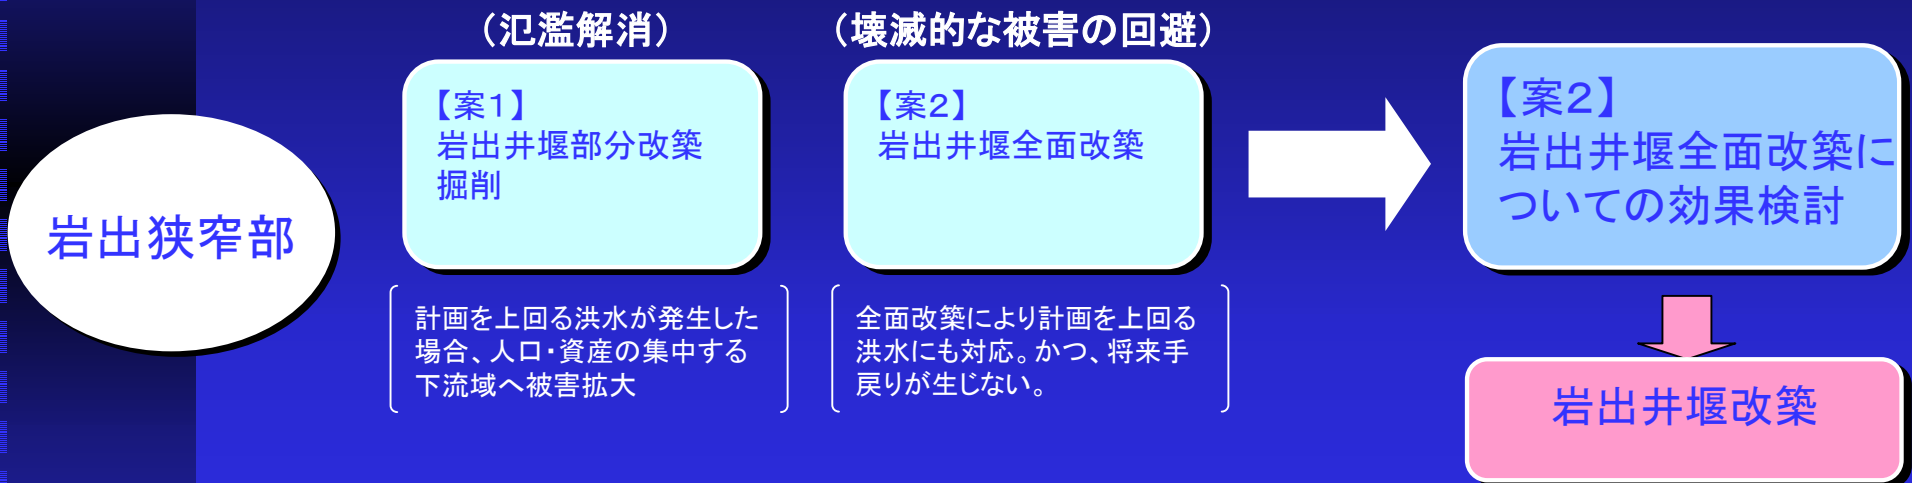 岩出狭窄部
（氾濫解消）
【案1】
岩出井堰部分改築
掘削
計画を上回る洪水が発生した
場合、人口・資産の集中する
下流域へ被害拡大
（壊滅的な被害の回避）
【案2】
岩出井堰全面改築
全面改築により計画を上回る
洪水にも対応。かつ、将来手
戻りが生じない。
【案2】
岩出井堰全面改築に
ついての効果検討
岩出井堰改築